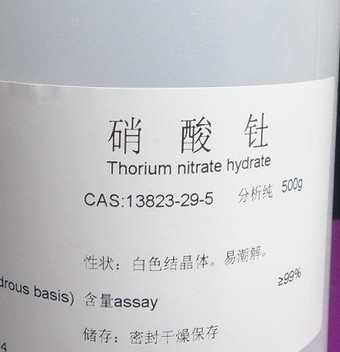 硝酸钍
Thorium nitrate hydrate
CAS:13823-29-5 分析纯 500g
性状：白色结晶体。易潮解。
drous basis) 含量assay ≥99%
储存：密封干燥保存
4